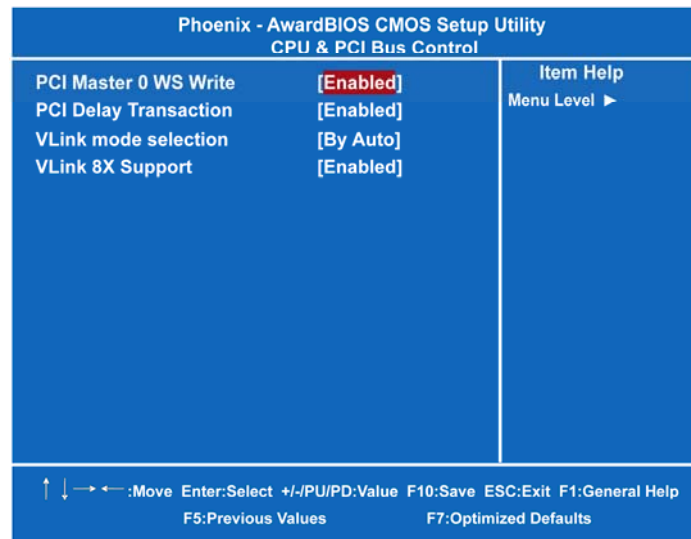 Phoenix - AwardBIOS CMOS Setup Utility
CPU & PCI Bus Control
PCI Master 0 WS Write [Enabled]
PCI Delay Transaction [Enabled]
VLink mode selection [By Auto]
VLink 8X Support [Enabled]
Item Help
Menu Level ►
↑ ↓ → ← :Move Enter:Select +/-/PU/PD:Value F10:Save ESC:Exit F1:General Help
F5:Previous Values F7:Optimized Defaults